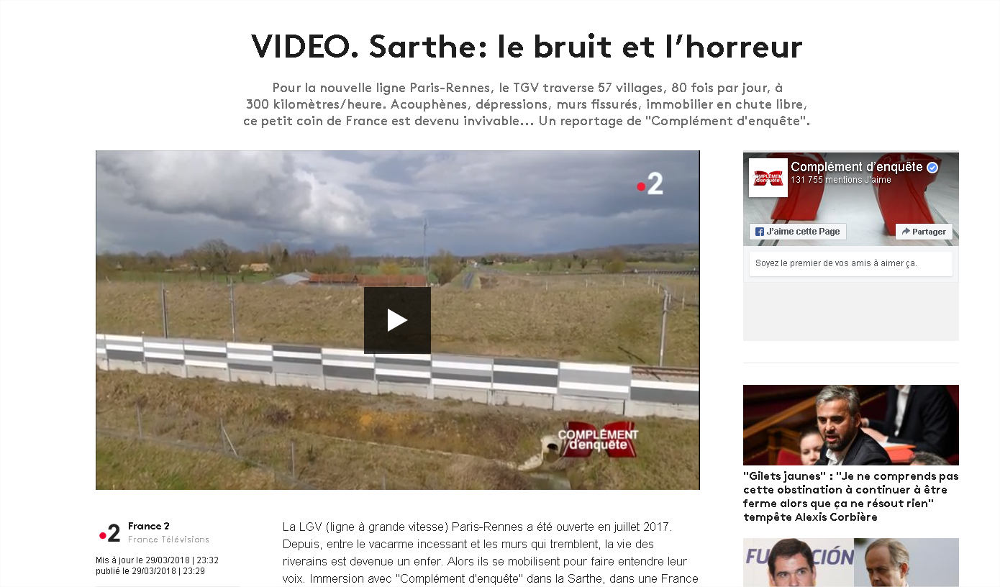 VIDEO. Sarthe: le bruit et l'horreur
Pour la nouvelle ligne Paris-Rennes, le TGV traverse 57 villages, 80 fois par jour, à
300 kilomètres/heure. Acouphènes, dépressions, murs fissurés, immobilier en chute libre,
ce petit coin de France est devenu invivable... Un reportage de "Complément d'enquête".
2
COMPLÉMENT
d'enquête
France 2
France Télévisions
2
Mis à jour le 29/03/2018 | 23:32
publié le 29/03/2018 | 23:29
La LGV (ligne à grande vitesse) Paris-Rennes a été ouverte en juillet 2017.
Depuis, entre le vacarme incessant et les murs qui tremblent, la vie des
riverains est devenue un enfer. Alors ils se mobilisent pour faire entendre leur
voix. Immersion avec "Complément d'enquête" dans la Sarthe, dans une France
COMPLÉMENT
d'enquête
Complément d'enquête
131 755 mentions J'aime
J'aime cette Page
Partager
Soyez le premier de vos amis à aimer ça.
"Gilets jaunes" : "Je ne comprends pas
cette obstination à continuer à être
ferme alors que ça ne résout rien"
tempête Alexis Corbière